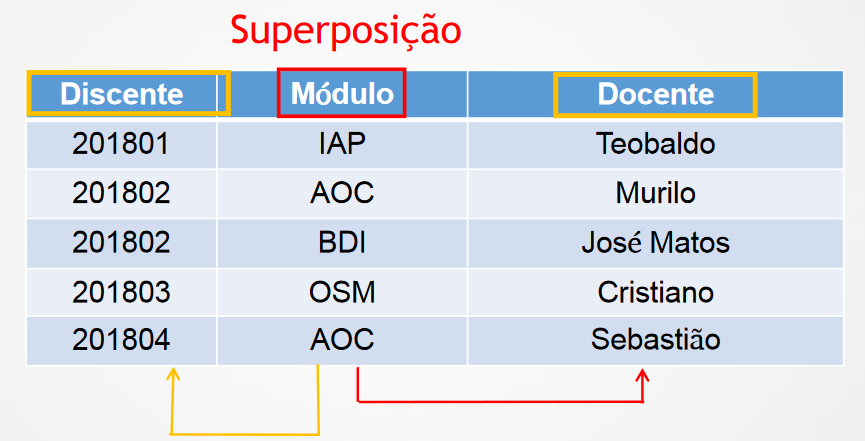 Superposição
Discente Módulo Docente
201801 IAP Teobaldo
201802 AOC Murilo
201802 BDI José Matos
201803 OSM Cristiano
201804 AOC Sebastião